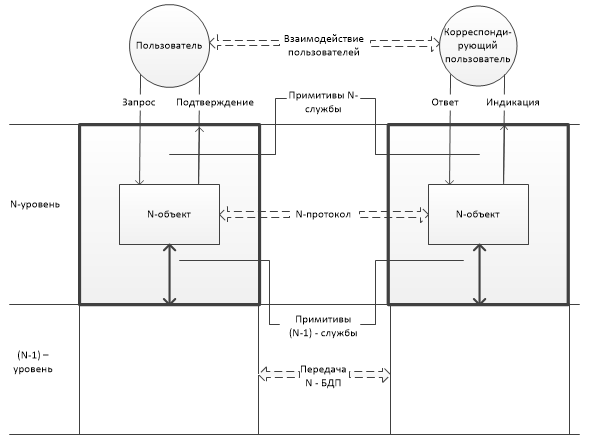 Пользователь
Взаимодействие
пользователей
Корреспонди-
рующий
пользователь
Запрос
Подтверждение
Примитивы N-
службы
Ответ
Индикация
N-уровень
N-объект
N-протокол
N-объект
Примитивы
(N-1) - службы
(N-1) –
уровень
Передача
N - БДП